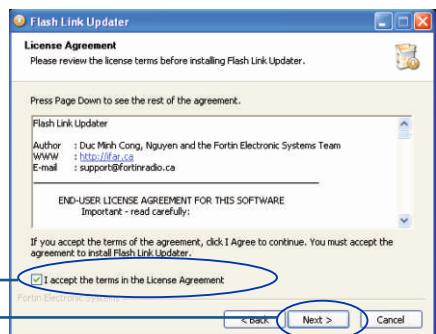 Flash Link Updater
License Agreement
Please review the license terms before installing Flash Link Updater.
Press Page Down to see the rest of the agreement.
Flash Link Updater
Author : Duc Minh Cong, Nguyen and the Fortin Electronic Systems Team
WWW : http://ifar.ca
E-mail : support@fortinradio.ca
END-USER LICENSE AGREEMENT FOR THIS SOFTWARE
Important - read carefully:
If you accept the terms of the agreement, click I Agree to continue. You must accept the
agreement to install Flash Link Updater.
I accept the terms in the License Agreement
Fortin Electronic Systems
< Back Next > Cancel